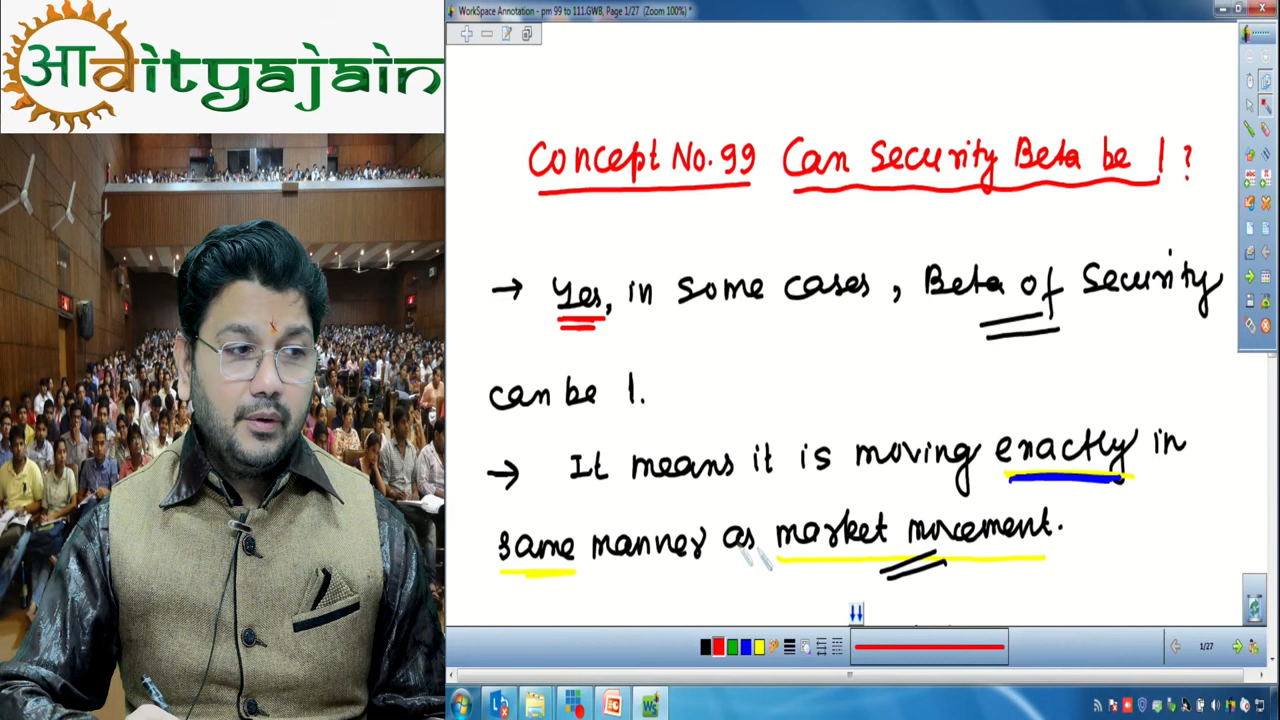 आdityajain
WorkSpace Annotation - pm 99 to 111.GWB, Page 1/27 (Zoom 100%) *
Concept No. 99 Can Security Beta be 1?
→ Yes, in some cases, Beta of Security
can be 1.
→ It means it is moving exactly in
same manner as market movement.
1/27